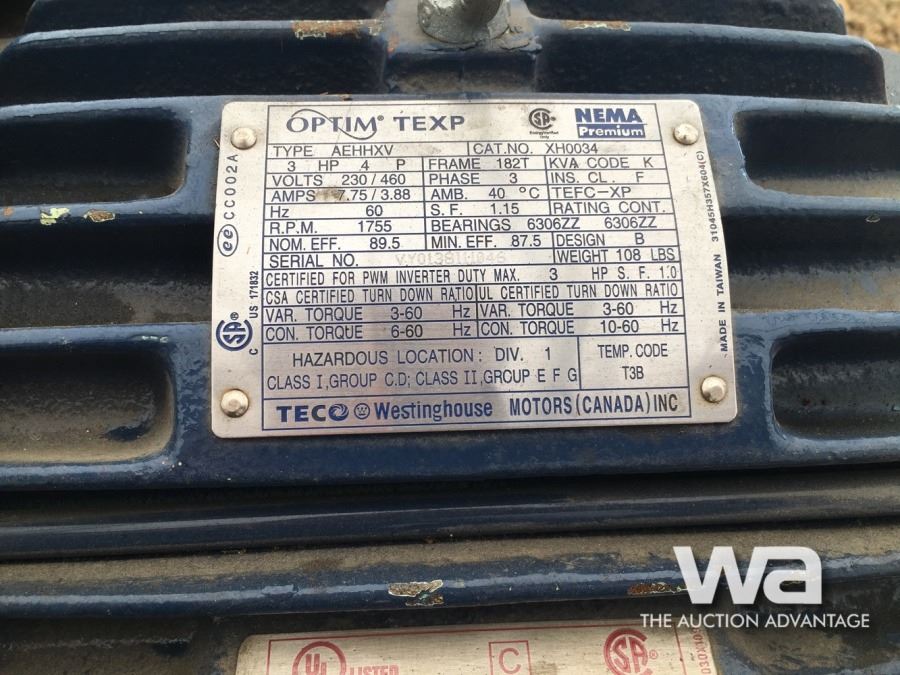 OPTIM® TEXP
NEMA
Premium
TYPE AEHHXV CAT.NO. XH0034
3 HP 4 P FRAME 182T KVA CODE K
VOLTS 230/460 PHASE 3 INS. CL. F
AMPS 7.75/3.88 AMB. 40 °C TEFC-XP
Hz 60 S.F. 1.15 RATING CONT.
R.P.M. 1755 BEARINGS 6306ZZ 6306ZZ
NOM. EFF. 89.5 MIN. EFF. 87.5 DESIGN B
SERIAL NO. WEIGHT 108 LBS
CERTIFIED FOR PWM INVERTER DUTY MAX. 3 HP S.F. 1.0
CSA CERTIFIED TURN DOWN RATIO UL CERTIFIED TURN DOWN RATIO
VAR. TORQUE 3-60 Hz VAR. TORQUE 3-60 Hz
CON. TORQUE 6-60 Hz CON. TORQUE 10-60 Hz
HAZARDOUS LOCATION: DIV. 1 TEMP. CODE
CLASS I,GROUP C.D; CLASS II,GROUP E F G T3B
TECO Westinghouse MOTORS(CANADA)INC
ee CC002A
C US 171832
MADE IN TAIWAN 31045H357X604(C)
wa
THE AUCTION ADVANTAGE
UL LISTED
C
SA